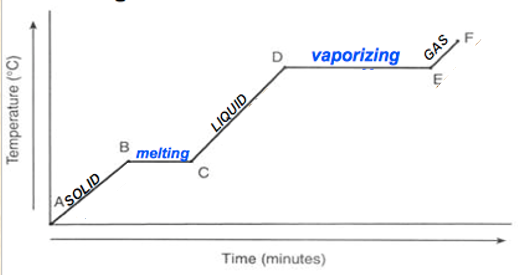 Temperature (°C)
A
SOLID
B
melting
C
LIQUID
D
vaporizing
E
GAS
F
Time (minutes)